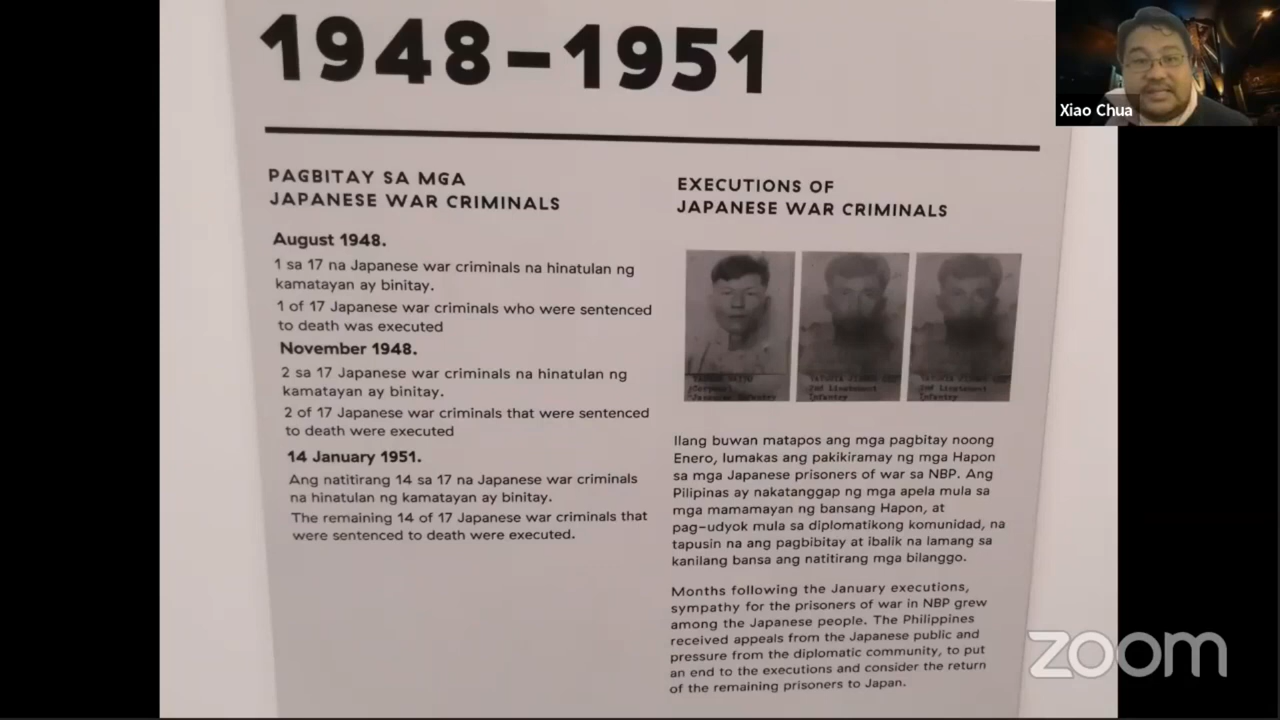 1948-1951
PAGBITAY SA MGA
JAPANESE WAR CRIMINALS
August 1948.
1 sa 17 na Japanese war criminals na hinatulan ng
kamatayan ay binitay.
1 of 17 Japanese war criminals who were sentenced
to death was executed
November 1948.
2 sa 17 Japanese war criminals na hinatulan ng
kamatayan ay binitay.
2 of 17 Japanese war criminals that were sentenced
to death were executed
14 January 1951.
Ang natitirang 14 sa 17 na Japanese war criminals
na hinatulan ng kamatayan ay binitay.
The remaining 14 of 17 Japanese war criminals that
were sentenced to death were executed.
EXECUTIONS OF
JAPANESE WAR CRIMINALS
2nd Lieutenant
Infantry
2nd Lieutenant
Infantry
Ilang buwan matapos ang mga pagbitay noong
Enero, lumakas ang pakikiramay ng mga Hapon
sa mga Japanese prisoners of war sa NBP. Ang
Pilipinas ay nakatanggap ng mga apela mula sa
mga mamamayan ng bansang Hapon, at
pag-udyok mula sa diplomatikong komunidad, na
tapusin na ang pagbibitay at ibalik na lamang sa
kanilang bansa ang natitirang mga bilanggo.
Months following the January executions,
sympathy for the prisoners of war in NBP grew
among the Japanese people. The Philippines
received appeals from the Japanese public and
pressure from the diplomatic community, to put
an end to the executions and consider the return
of the remaining prisoners to Japan.
Xiao Chua
zoom